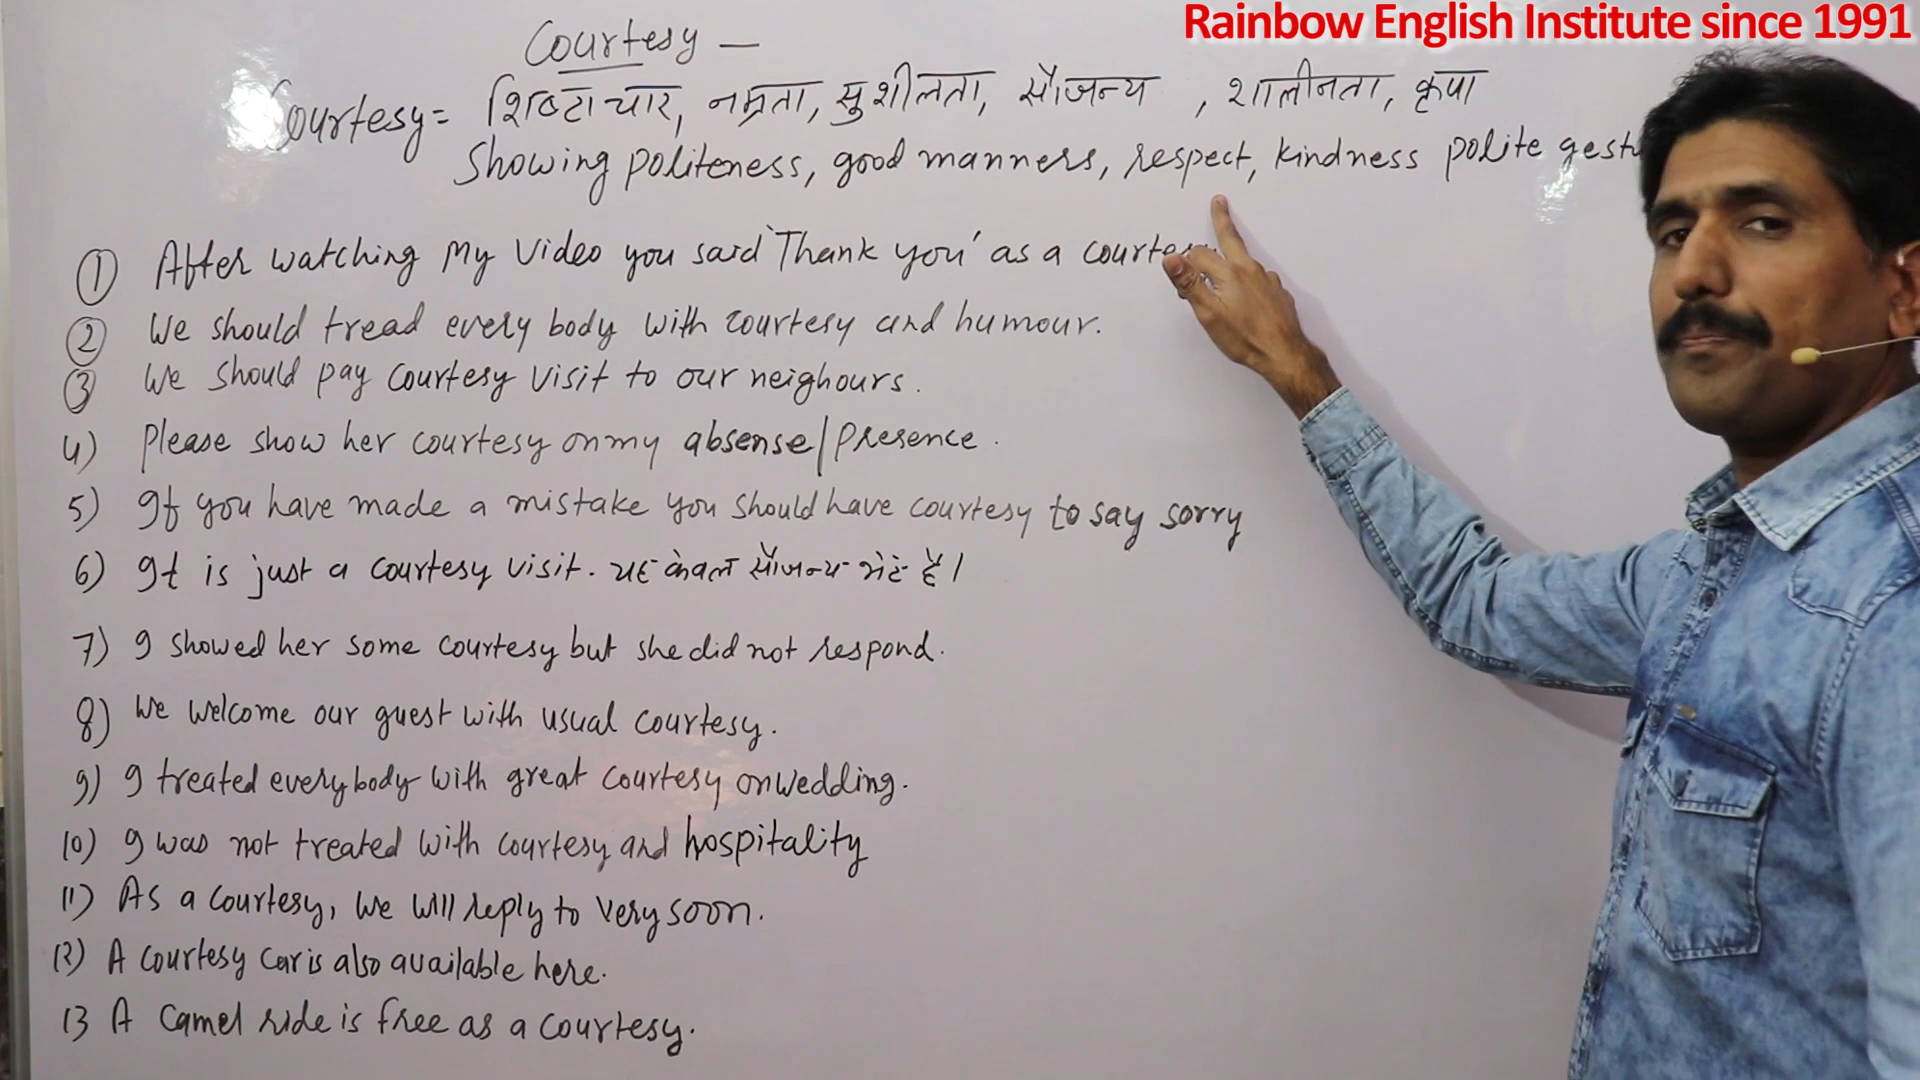 Rainbow English Institute since 1991
Courtesy —
Courtesy = शिष्टाचार, नम्रता, सुशीलता, सौजन्य , शालीनता, कृपा
Showing politeness, good manners, respect, kindness polite gestu
1 After watching My Video you said 'Thank you' as a courtesy
2 We should tread every body with courtesy and humour.
3 We should pay courtesy visit to our neighours.
4) Please show her courtesy on my absense/presence.
5) If you have made a mistake you should have courtesy to say sorry
6) It is just a courtesy visit. यह केवल सौजन्य भेंट है।
7) I showed her some courtesy but she did not respond.
8) We welcome our guest with usual courtesy.
9) I treated everybody with great courtesy on wedding.
10) I was not treated with courtesy and hospitality
11) As a courtesy, we will reply to very soon.
12) A courtesy car is also available here.
13 A camel ride is free as a courtesy.